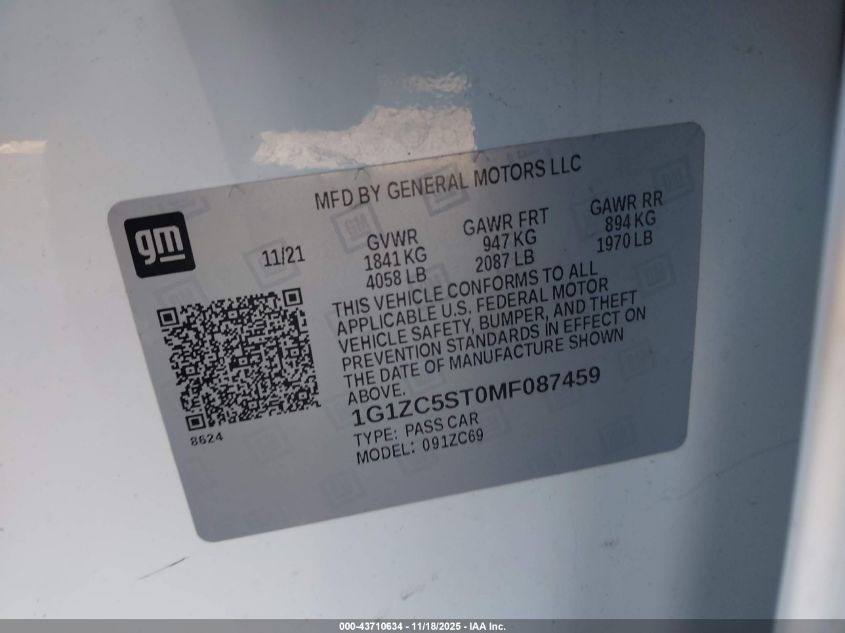 MFD BY GENERAL MOTORS LLC
gm
11/21
GVWR
1841 KG
4058 LB
GAWR FRT
947 KG
2087 LB
GAWR RR
894 KG
1970 LB
THIS VEHICLE CONFORMS TO ALL
APPLICABLE U.S. FEDERAL MOTOR
VEHICLE SAFETY, BUMPER, AND THEFT
PREVENTION STANDARDS IN EFFECT ON
THE DATE OF MANUFACTURE SHOWN
ABOVE.
1G1ZC5ST0MF087459
TYPE: PASS CAR
MODEL: 091ZC69
8624
000-43710634 - 11/18/2025 - IAA Inc.